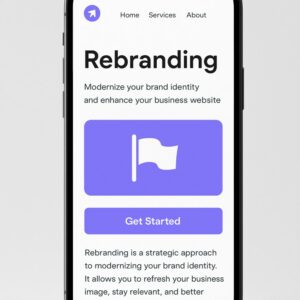 Home Services About
Rebranding
Modernize your brand identity
and enhance your business website
Get Started
Rebranding is a strategic approach
to modernizing your brand identity.
It allows you to refresh your business
image, stay relevant, and better